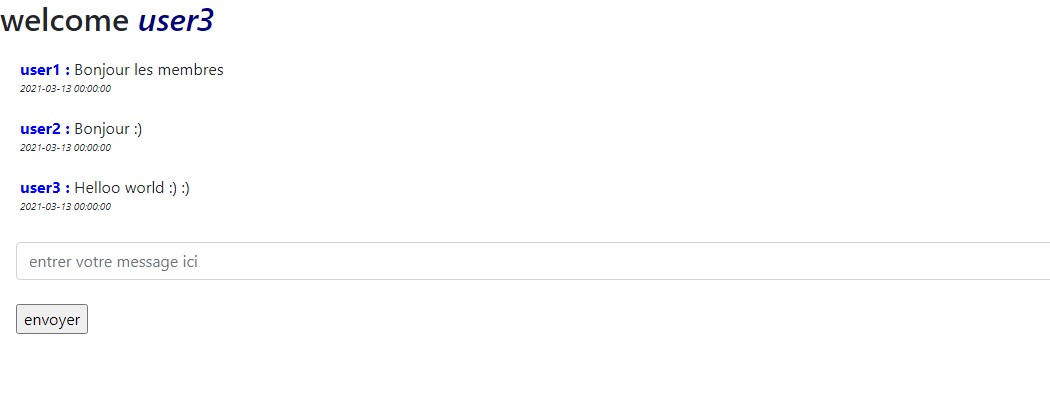 welcome user3
user1 : Bonjour les membres
2021-03-13 00:00:00
user2 : Bonjour :)
2021-03-13 00:00:00
user3 : Helloo world :) :)
2021-03-13 00:00:00
entrer votre message ici
envoyer